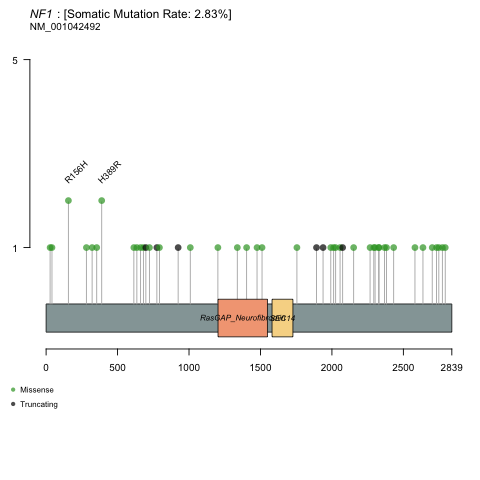 NF1 : [Somatic Mutation Rate: 2.83%]
NM_001042492
5
R156H
H389R
1
RasGAP_Neurofibromin
SEC14
0 500 1000 1500 2000 2500 2839
Missense
Truncating